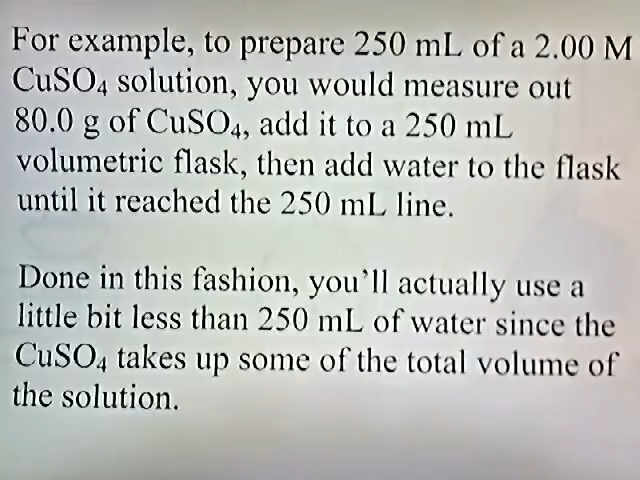 For example, to prepare 250 mL of a 2.00 M
CuSO₄ solution, you would measure out
80.0 g of CuSO₄, add it to a 250 mL
volumetric flask, then add water to the flask
until it reached the 250 mL line.
Done in this fashion, you'll actually use a
little bit less than 250 mL of water since the
CuSO₄ takes up some of the total volume of
the solution.